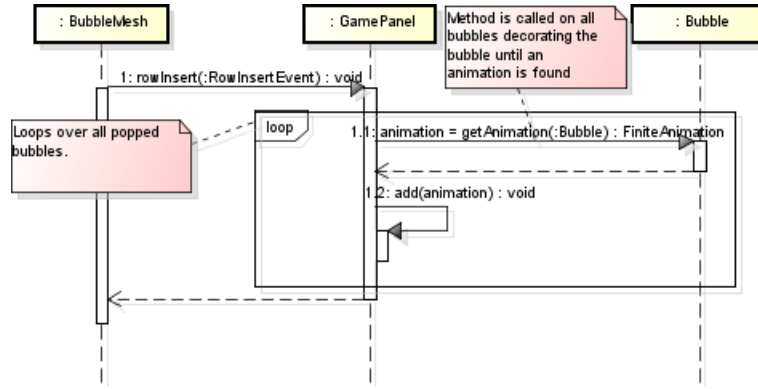 : BubbleMesh
: GamePanel
: Bubble
Method is called on all
bubbles decorating the
bubble until an
animation is found
1: rowInsert(:RowInsertEvent) : void
Loops over all popped
bubbles.
loop
1.1: animation = getAnimation(:Bubble) : FiniteAnimation
1.2: add(animation) : void